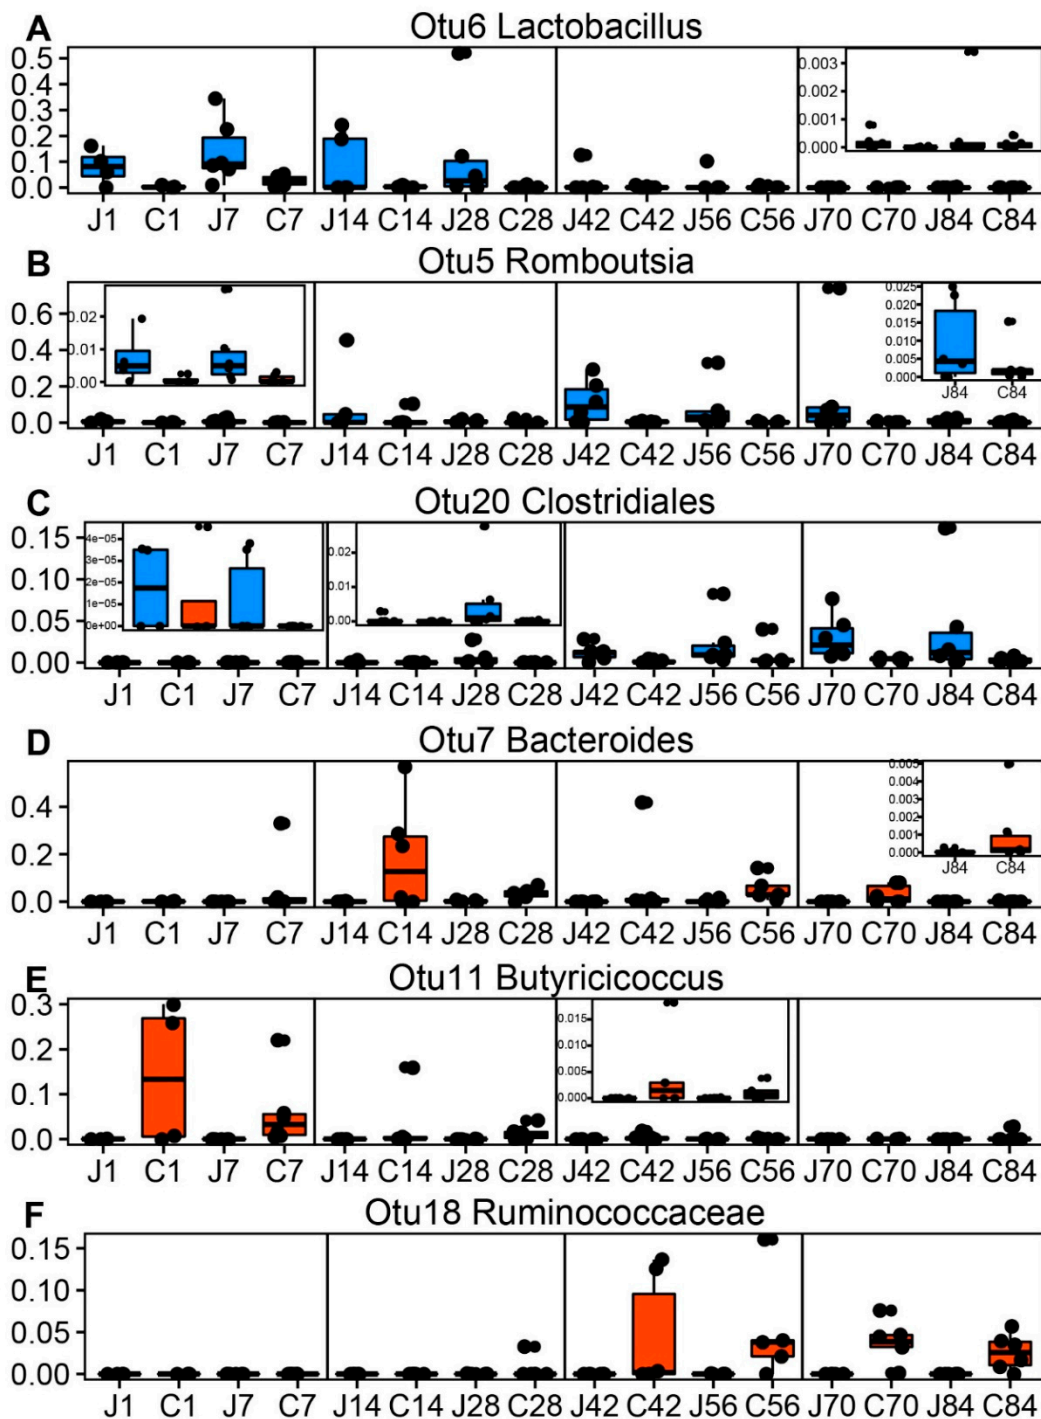 A Otu6 Lactobacillus
0.5
0.4
0.3
0.2
0.1
0.0
0.003
0.002
0.001
0.000
J1 C1 J7 C7 J14 C14 J28 C28 J42 C42 J56 C56 J70 C70 J84 C84
B Otu5 Romboutsia
0.6
0.4
0.2
0.0
0.02
0.01
0.00
0.025
0.020
0.015
0.010
0.005
0.000
J84 C84
J1 C1 J7 C7 J14 C14 J28 C28 J42 C42 J56 C56 J70 C70 J84 C84
C Otu20 Clostridiales
0.15
0.10
0.05
0.00
4e-05
3e-05
2e-05
1e-05
0e+00
0.02
0.01
0.00
J1 C1 J7 C7 J14 C14 J28 C28 J42 C42 J56 C56 J70 C70 J84 C84
D Otu7 Bacteroides
0.4
0.2
0.0
0.005
0.004
0.003
0.002
0.001
0.000
J84 C84
J1 C1 J7 C7 J14 C14 J28 C28 J42 C42 J56 C56 J70 C70 J84 C84
E Otu11 Butyricicoccus
0.3
0.2
0.1
0.0
0.015
0.010
0.005
0.000
J1 C1 J7 C7 J14 C14 J28 C28 J42 C42 J56 C56 J70 C70 J84 C84
F Otu18 Ruminococcaceae
0.15
0.10
0.05
0.00
J1 C1 J7 C7 J14 C14 J28 C28 J42 C42 J56 C56 J70 C70 J84 C84